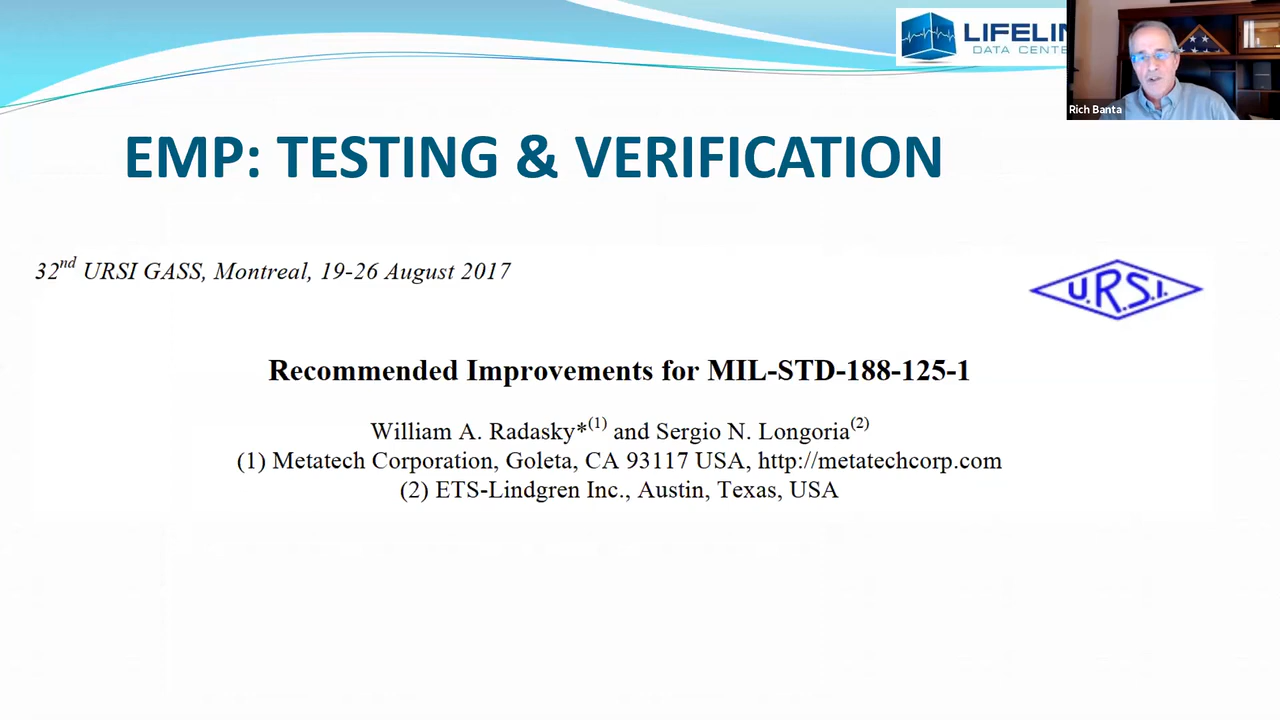 LIFELIN
DATA CENTE
Rich Banta
EMP: TESTING & VERIFICATION
32nd URSI GASS, Montreal, 19-26 August 2017
U.R.S.I.
Recommended Improvements for MIL-STD-188-125-1
William A. Radasky*(1) and Sergio N. Longoria(2)
(1) Metatech Corporation, Goleta, CA 93117 USA, http://metatechcorp.com
(2) ETS-Lindgren Inc., Austin, Texas, USA